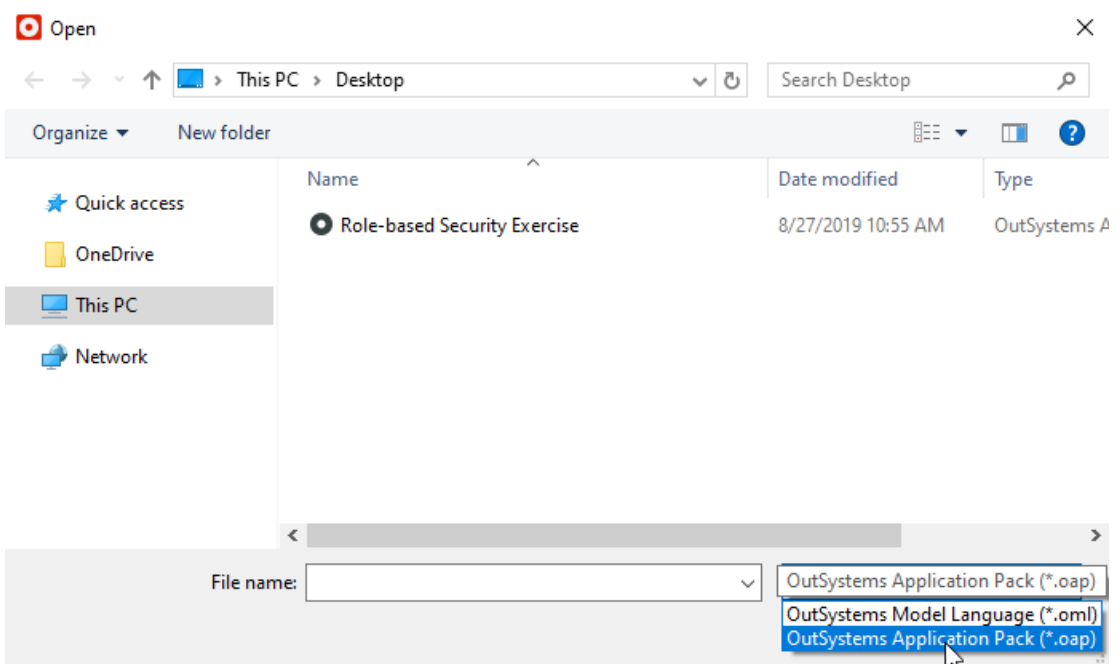 Open
This PC > Desktop
Search Desktop
Organize
New folder
Name
Date modified
Type
Quick access
Role-based Security Exercise
8/27/2019 10:55 AM
OutSystems A
OneDrive
This PC
Network
File name:
OutSystems Application Pack (*.oap)
OutSystems Model Language (*.oml)
OutSystems Application Pack (*.oap)